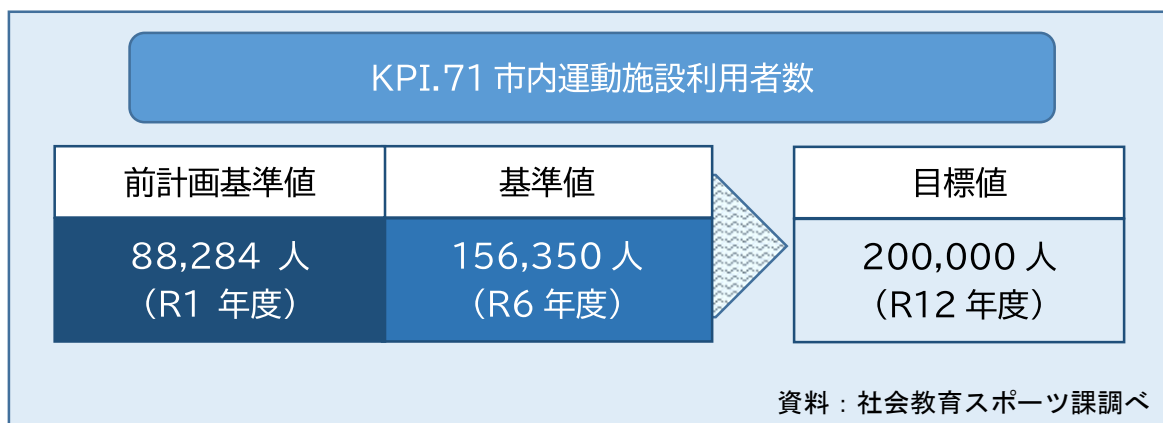 KPI.71 市内運動施設利用者数
前計画基準値
基準値
目標値
88,284 人
（R1 年度）
156,350 人
（R6 年度）
200,000 人
（R12 年度）
資料：社会教育スポーツ課調べ